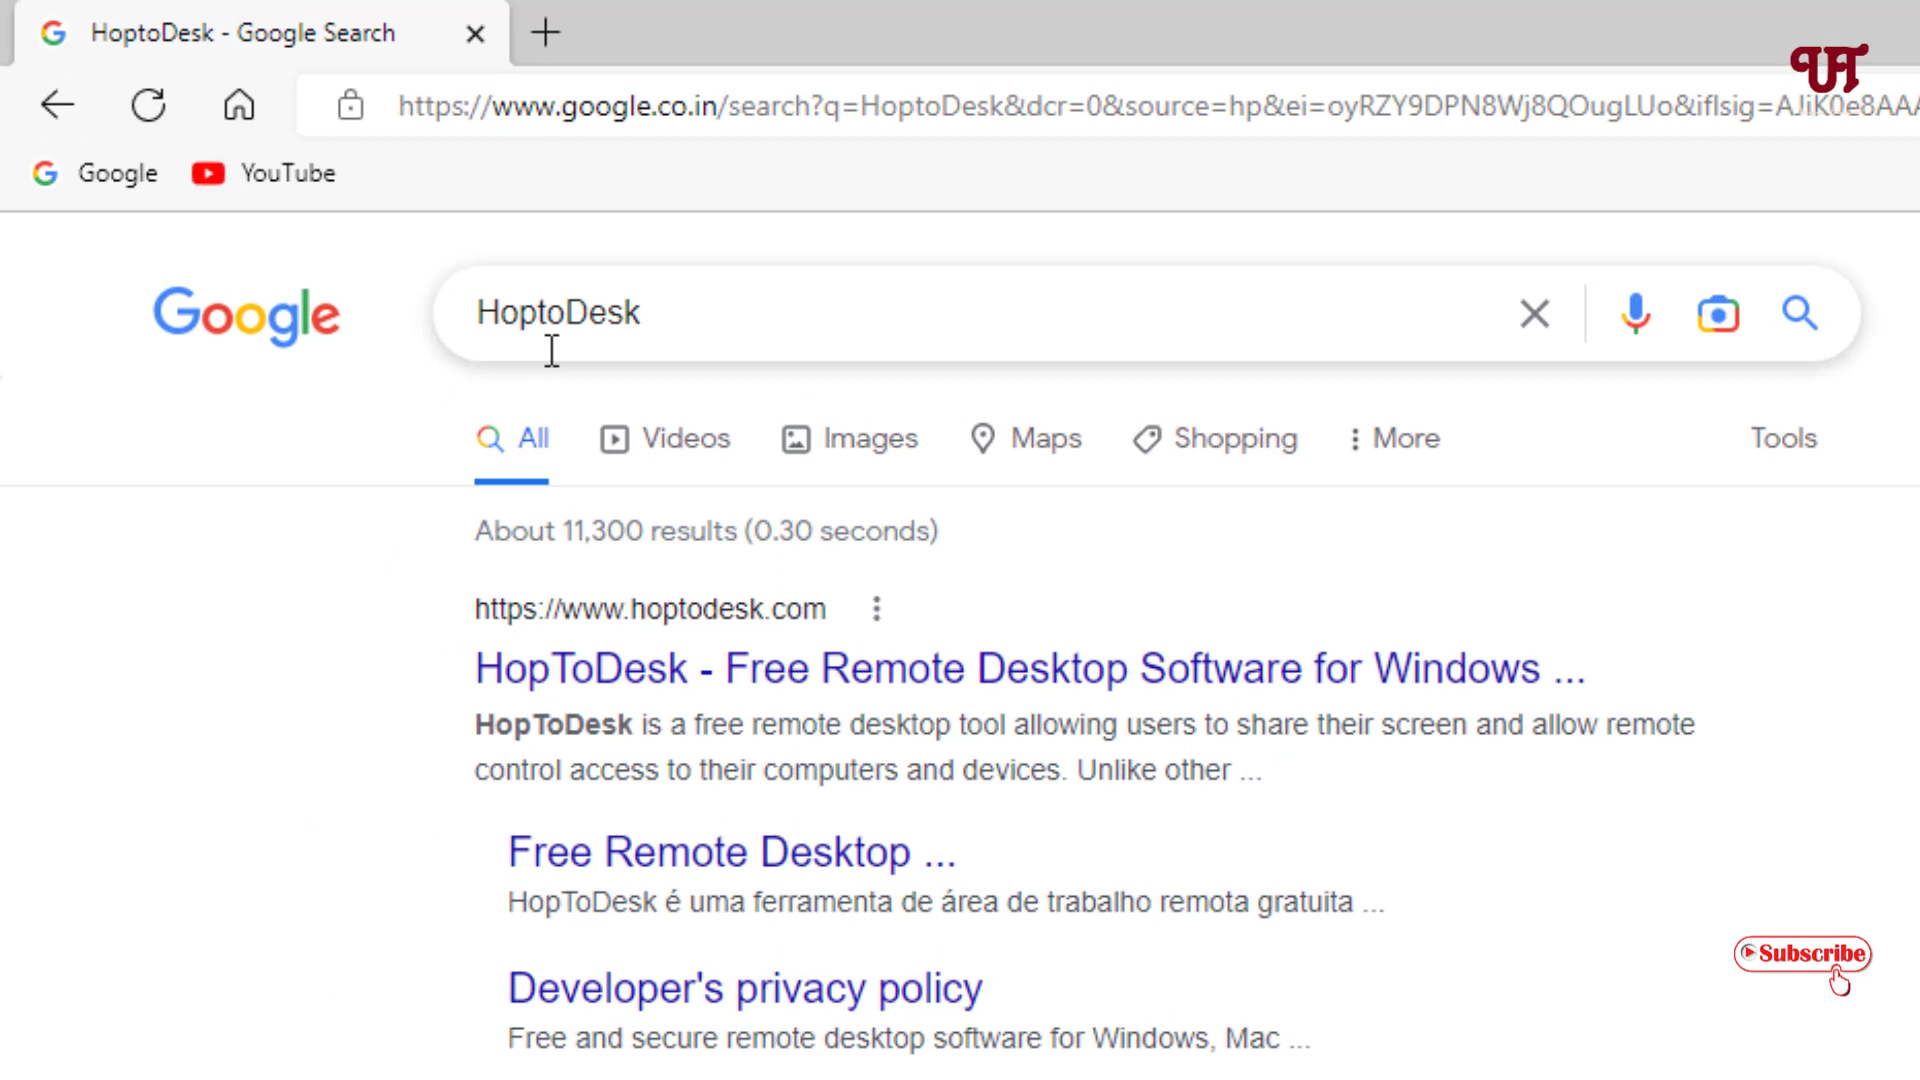 HoptoDesk - Google Search
UT
https://www.google.co.in/search?q=HoptoDesk&dcr=0&source=hp&ei=oyRZY9DPN8Wj8QOugLUo&iflsig=AJiK0e8AAA
Google YouTube
Google HoptoDesk
All Videos Images Maps Shopping More Tools
About 11,300 results (0.30 seconds)
https://www.hoptodesk.com
HopToDesk - Free Remote Desktop Software for Windows ...
HopToDesk is a free remote desktop tool allowing users to share their screen and allow remote
control access to their computers and devices. Unlike other ...
Free Remote Desktop ...
HopToDesk é uma ferramenta de área de trabalho remota gratuita ...
Subscribe
Developer's privacy policy
Free and secure remote desktop software for Windows, Mac ...